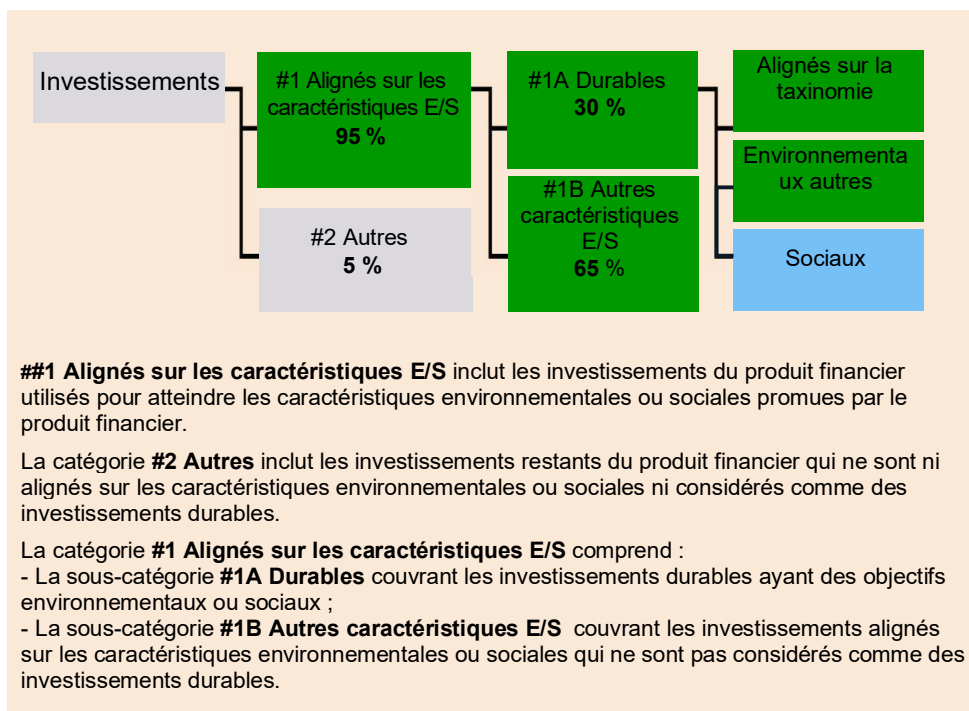 Investissements
#1 Alignés sur les
caractéristiques E/S
95 %
#2 Autres
5 %
#1A Durables
30 %
#1B Autres
caractéristiques
E/S
65 %
Alignés sur la
taxinomie
Environnementa
ux autres
Sociaux
##1 Alignés sur les caractéristiques E/S inclut les investissements du produit financier
utilisés pour atteindre les caractéristiques environnementales ou sociales promues par le
produit financier.
La catégorie #2 Autres inclut les investissements restants du produit financier qui ne sont ni
alignés sur les caractéristiques environnementales ou sociales ni considérés comme des
investissements durables.
La catégorie #1 Alignés sur les caractéristiques E/S comprend :
- La sous-catégorie #1A Durables couvrant les investissements durables ayant des objectifs
environnementaux ou sociaux ;
- La sous-catégorie #1B Autres caractéristiques E/S couvrant les investissements alignés
sur les caractéristiques environnementales ou sociales qui ne sont pas considérés comme des
investissements durables.